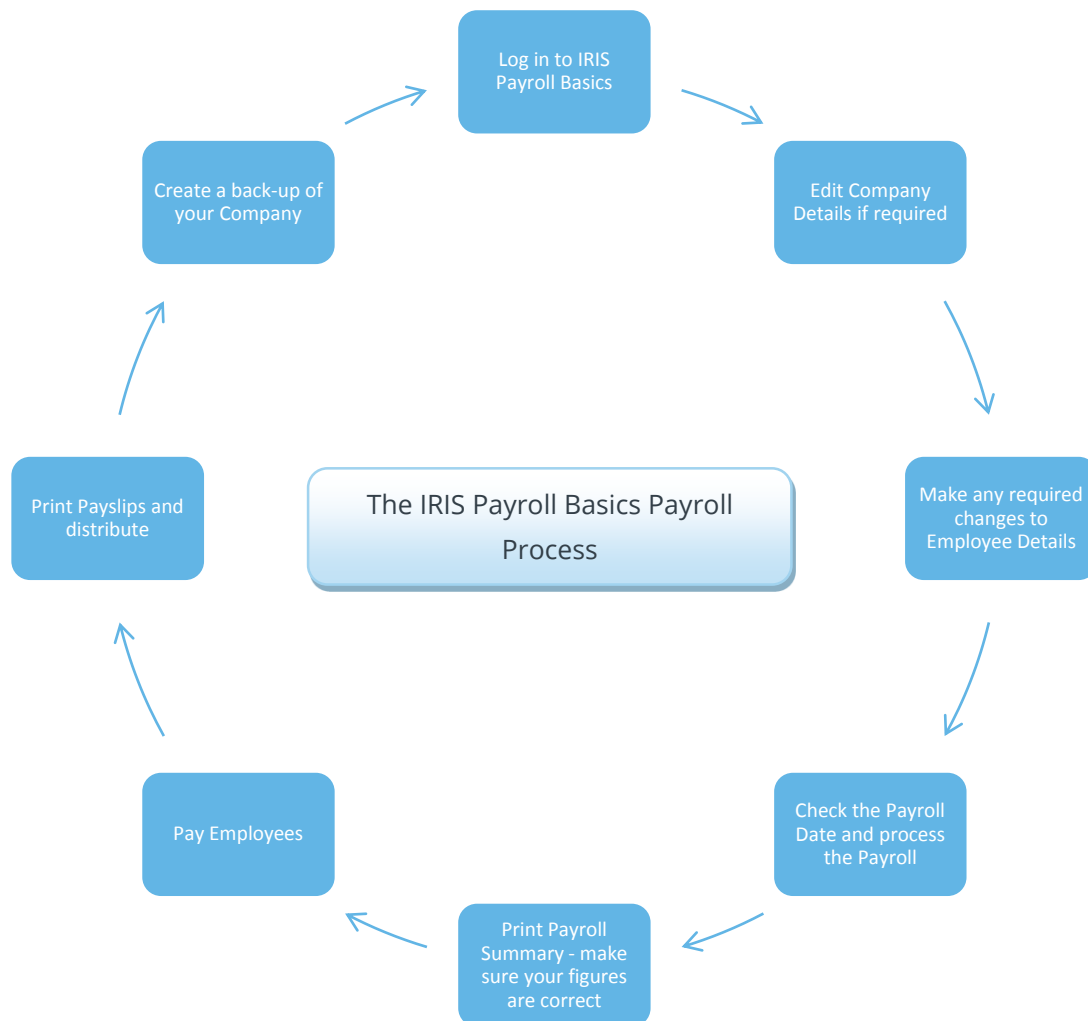 Log in to IRIS
Payroll Basics
Edit Company
Details if required
Make any required
changes to
Employee Details
Check the Payroll
Date and process
the Payroll
Print Payroll
Summary - make
sure your figures
are correct
Pay Employees
Print Payslips and
distribute
Create a back-up of
your Company
The IRIS Payroll Basics Payroll
Process